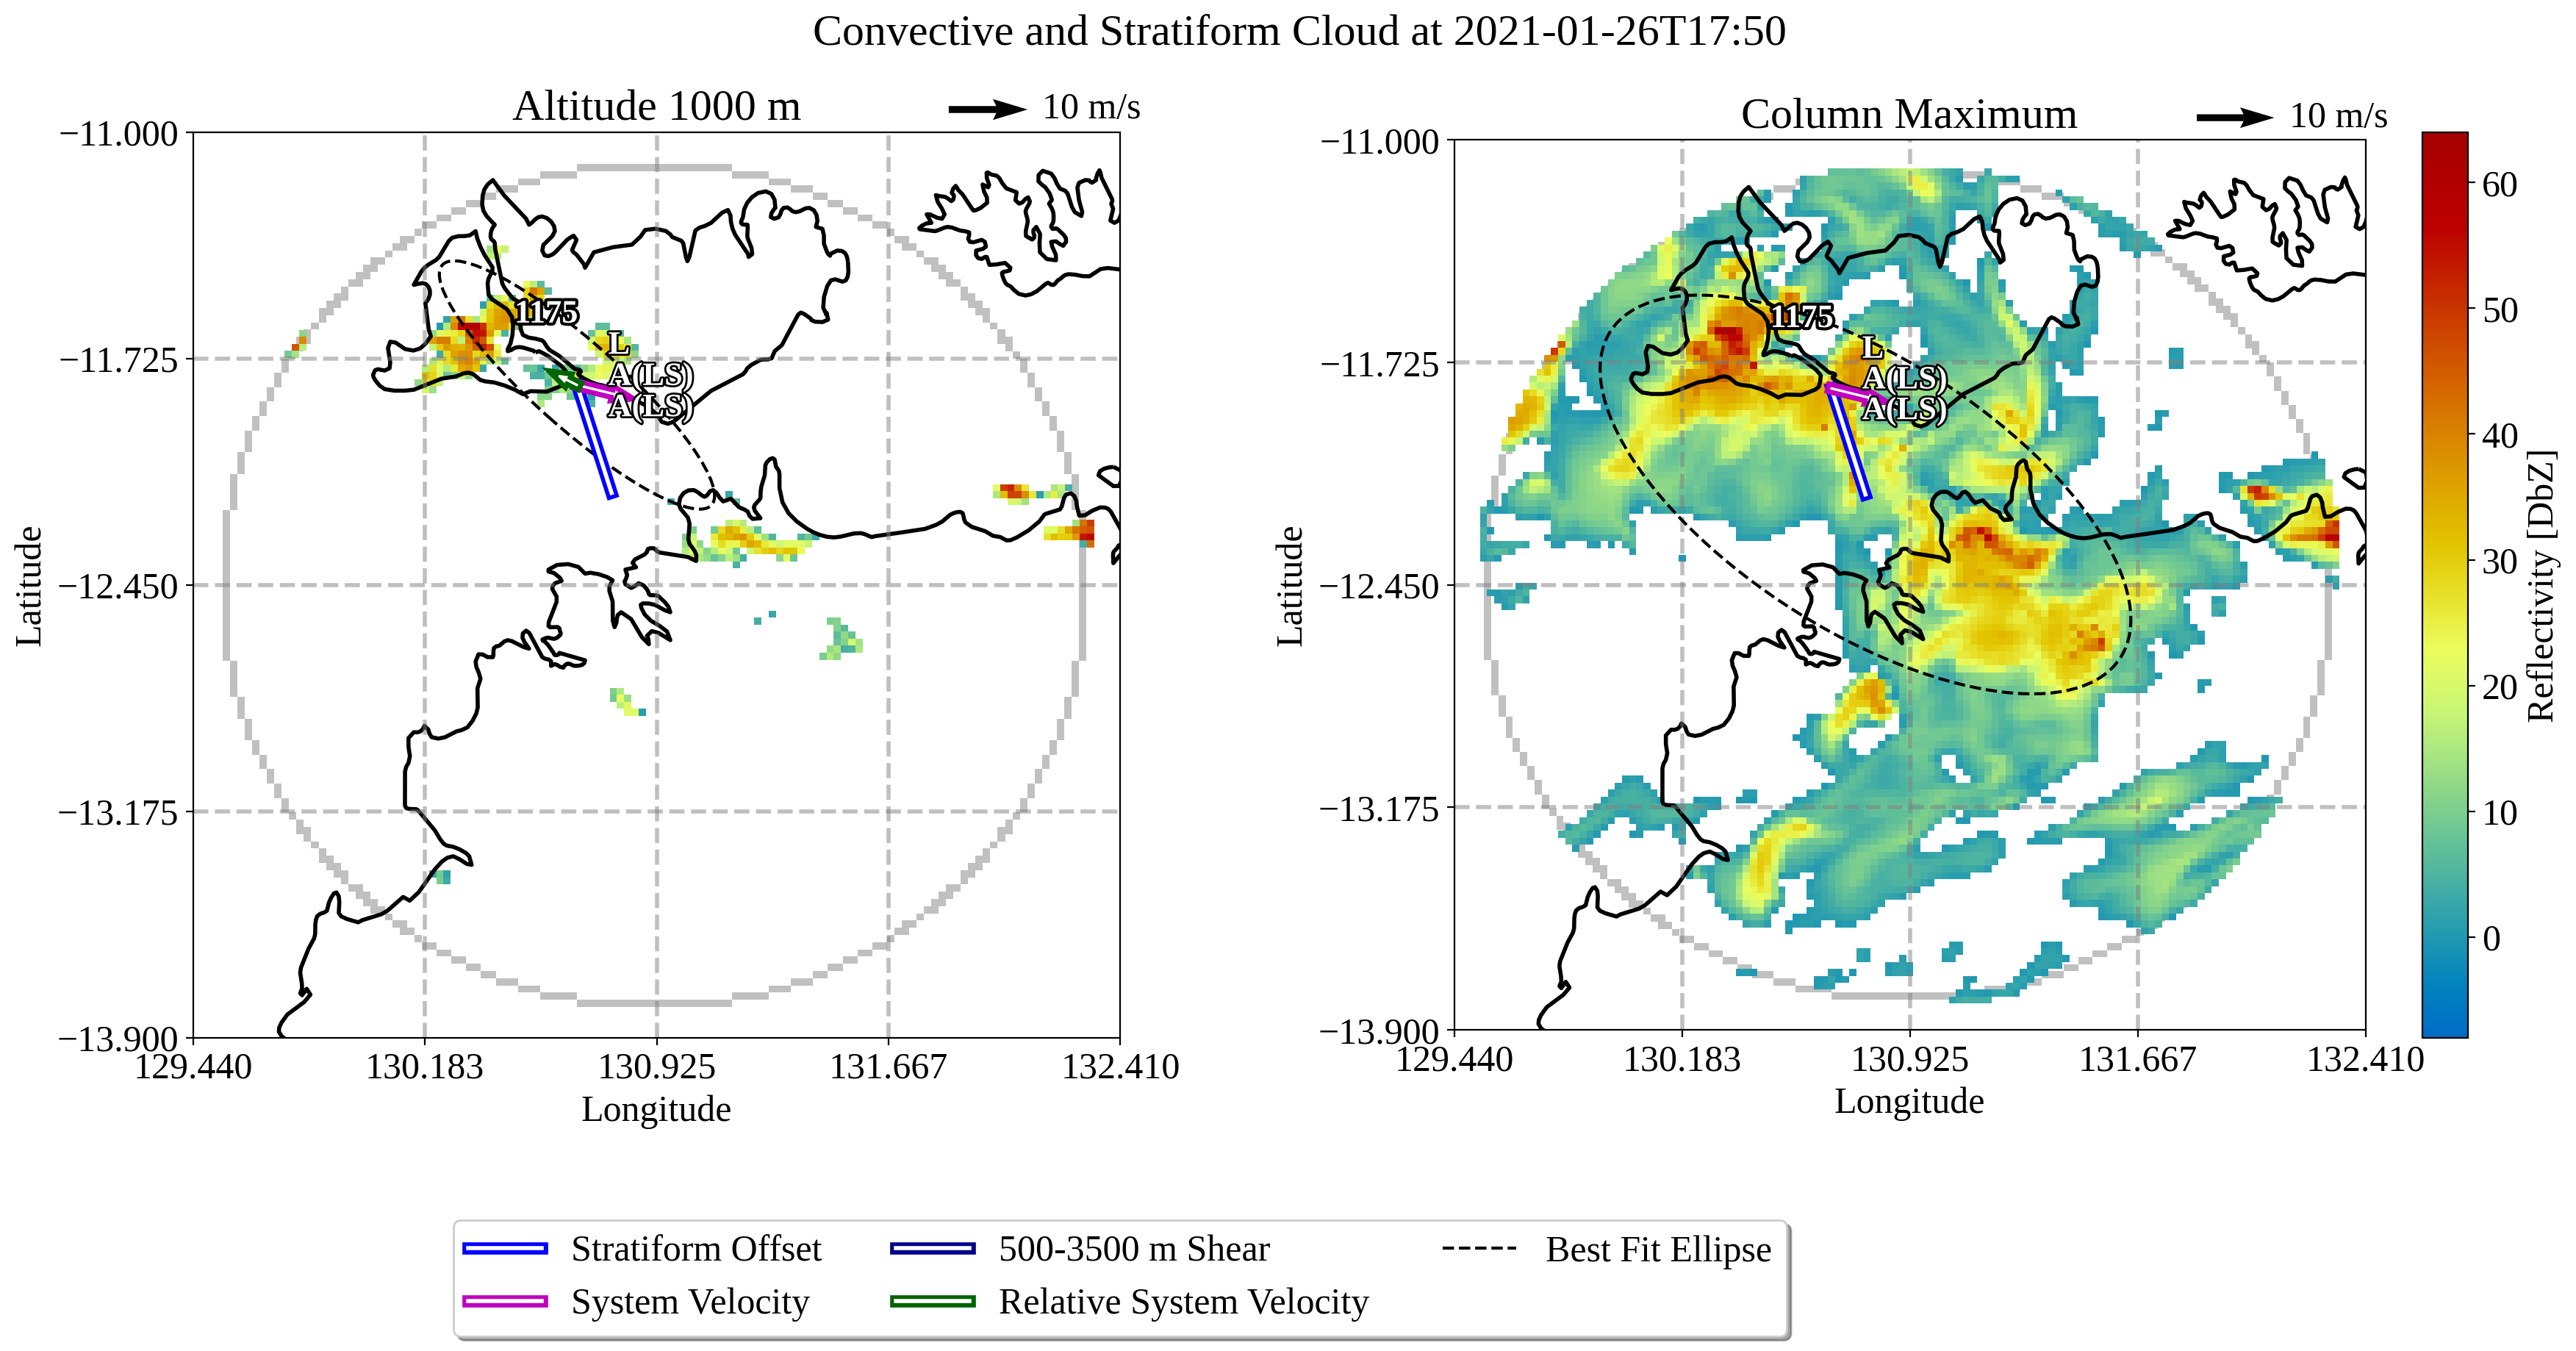 Convective and Stratiform Cloud at 2021-01-26T17:50
Altitude 1000 m
10 m/s
−11.000
−11.725
−12.450
−13.175
−13.900
129.440
130.183
130.925
131.667
132.410
Latitude
Longitude
1175
L
A(LS)
A(LS)
Column Maximum
10 m/s
−11.000
−11.725
−12.450
−13.175
−13.900
129.440
130.183
130.925
131.667
132.410
Latitude
Longitude
1175
L
A(LS)
A(LS)
60
50
40
30
20
10
0
Reflectivity [DbZ]
Stratiform Offset
System Velocity
500-3500 m Shear
Relative System Velocity
Best Fit Ellipse